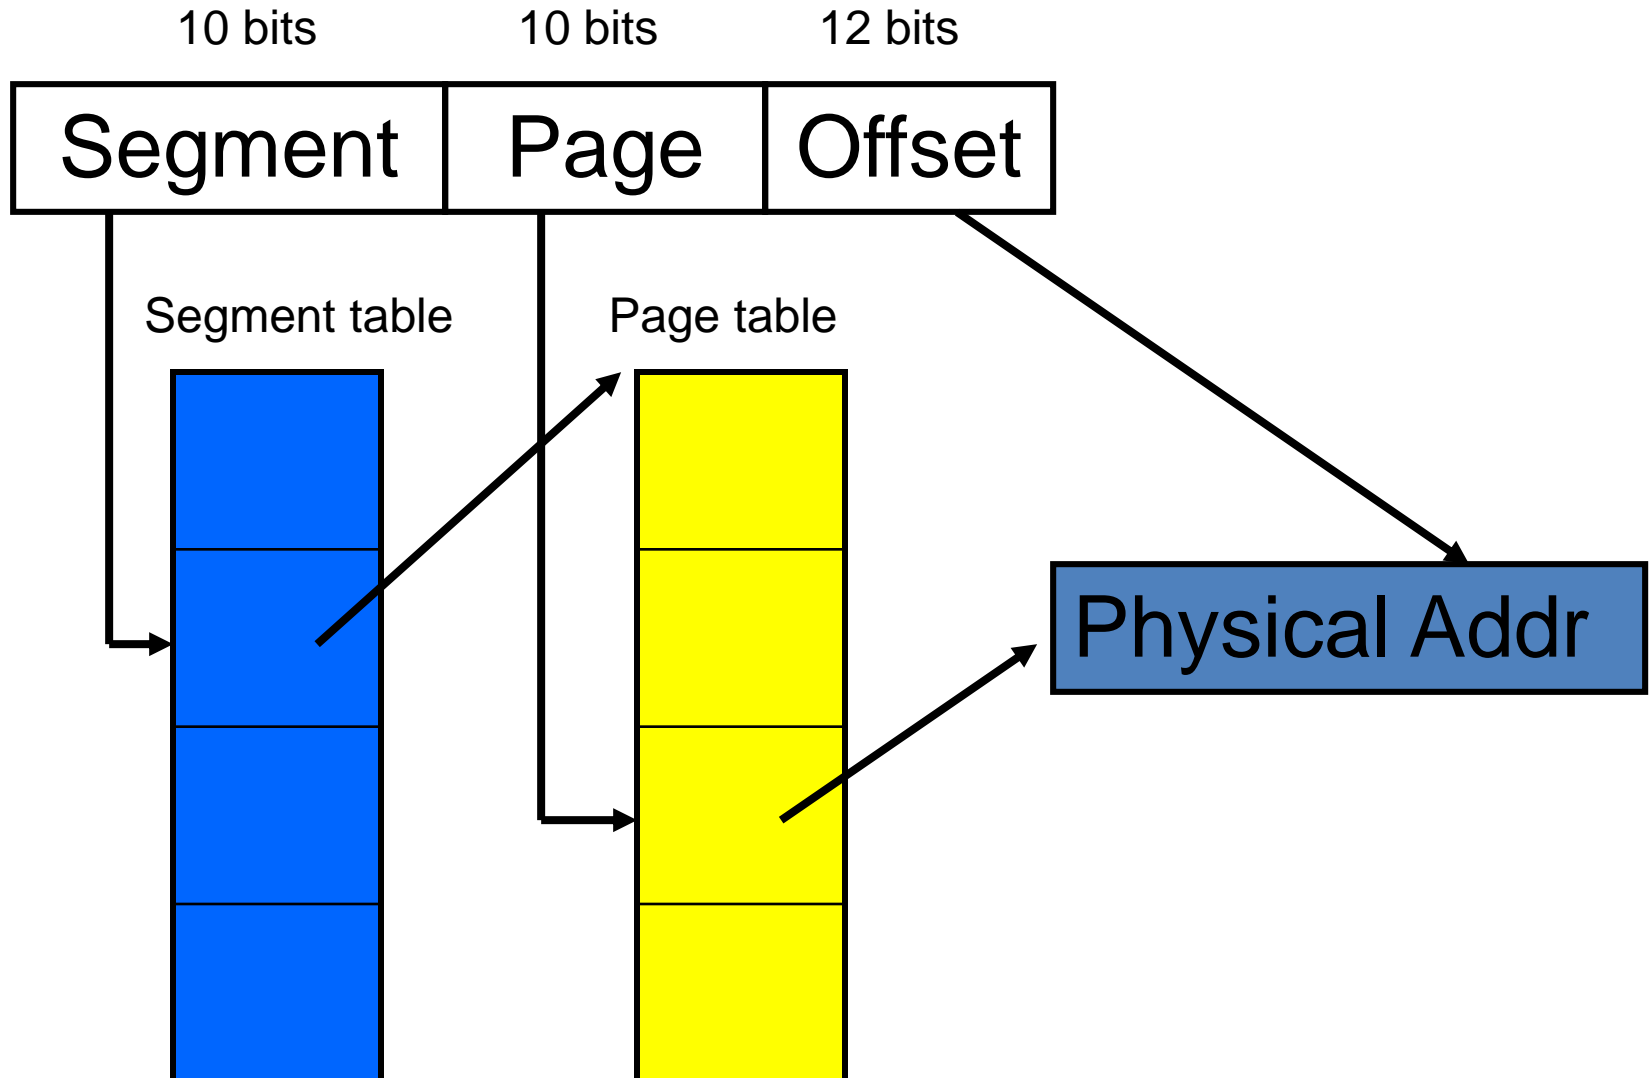 10 bits 10 bits 12 bits
Segment Page Offset
Segment table Page table
Physical Addr